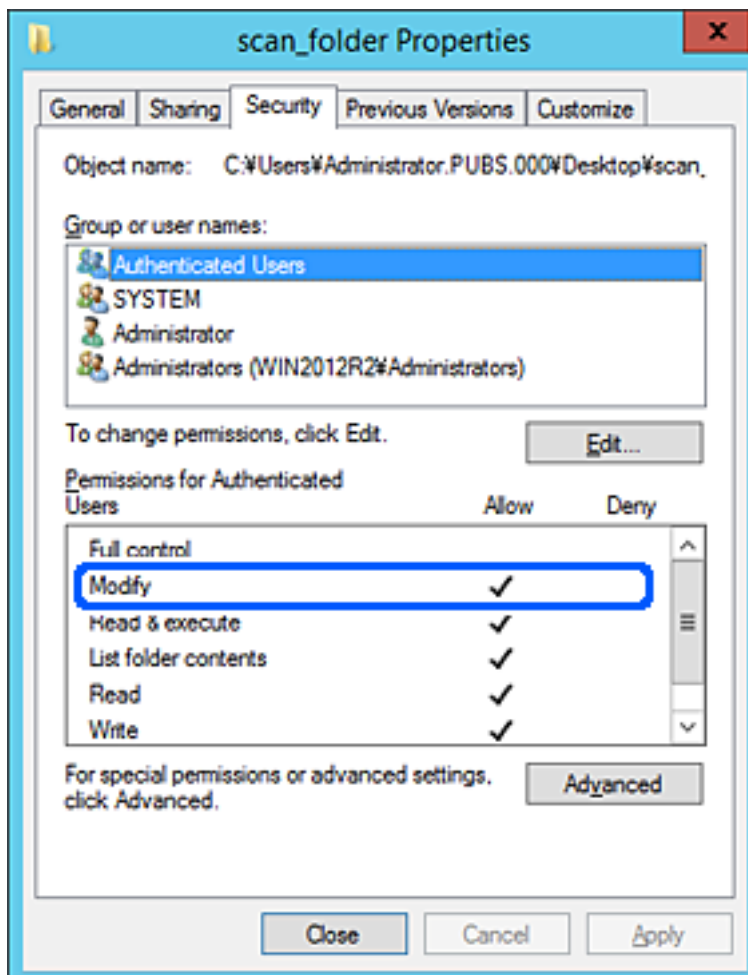 scan_folder Properties
x
General Sharing Security Previous Versions Customize
Object name: C:¥Users¥Administrator.PUBS.000¥Desktop¥scan_
Group or user names:
Authenticated Users
SYSTEM
Administrator
Administrators (WIN2012R2¥Administrators)
To change permissions, click Edit.
Edit...
Permissions for Authenticated
Users Allow Deny
Full control
Modify
Read & execute
List folder contents
Read
Write
For special permissions or advanced settings,
click Advanced.
Advanced
Close Cancel Apply